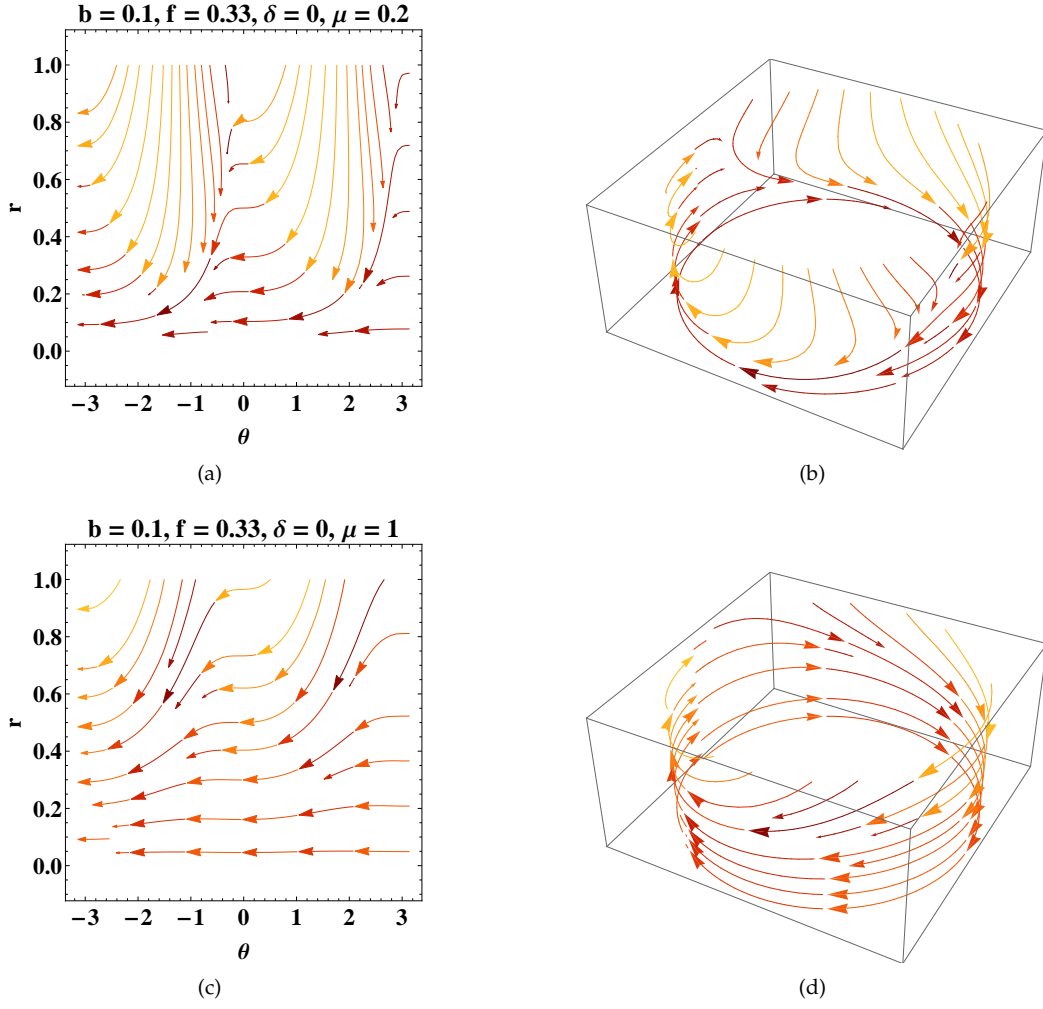 b = 0.1, f = 0.33, δ = 0, μ = 0.2
1.0
0.8
0.6
r
0.4
0.2
0.0
−3 −2 −1 0 1 2 3
θ
(a)
(b)
b = 0.1, f = 0.33, δ = 0, μ = 1
1.0
0.8
0.6
r
0.4
0.2
0.0
−3 −2 −1 0 1 2 3
θ
(c)
(d)